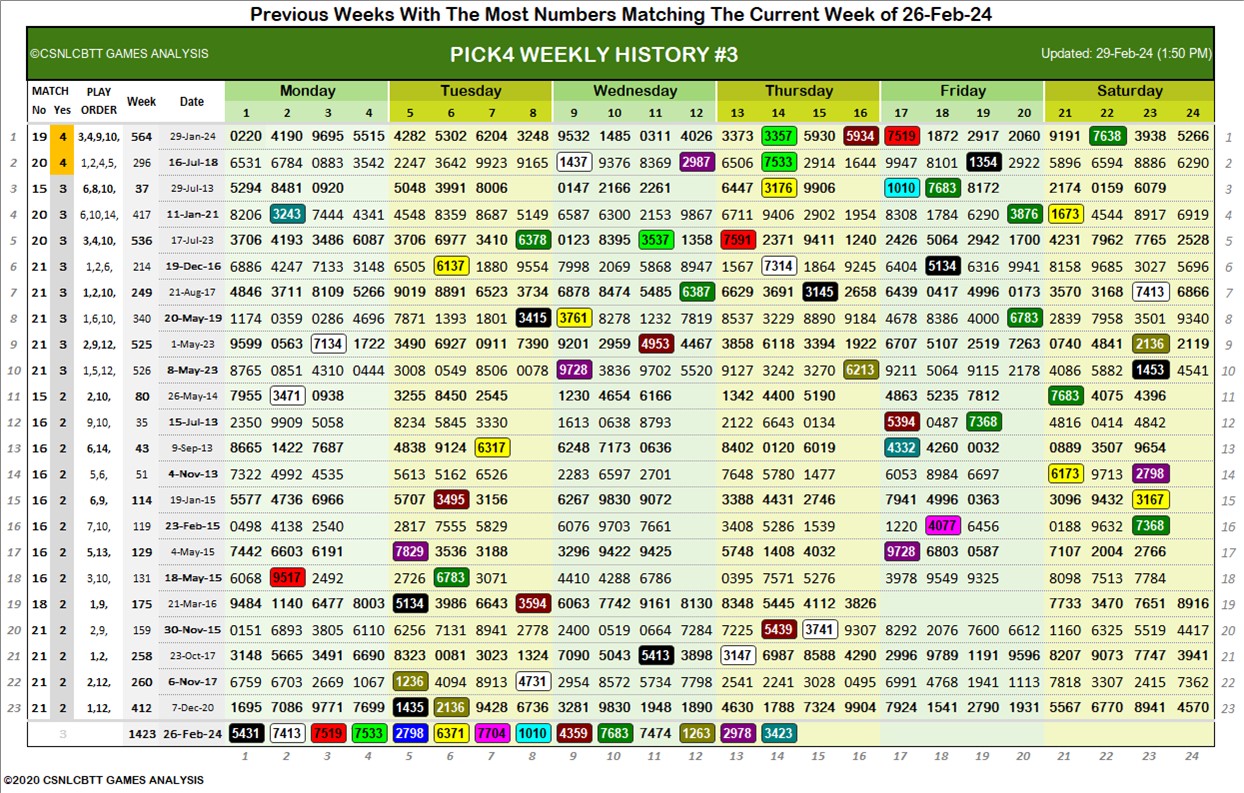 Previous Weeks With The Most Numbers Matching The Current Week of 26-Feb-24
©CSNLCBTT GAMES ANALYSIS PICK4 WEEKLY HISTORY #3 Updated: 29-Feb-24 (1:50 PM)
MATCH PLAY Week Date Monday Tuesday Wednesday Thursday Friday Saturday
No Yes ORDER 1 2 3 4 5 6 7 8 9 10 11 12 13 14 15 16 17 18 19 20 21 22 23 24
1 19 4 3,4,9,10, 564 29-Jan-24 0220 4190 9695 5515 4282 5302 6204 3248 9532 1485 0311 4026 3373 3357 5930 5934 7519 1872 2917 2060 9191 7638 3938 5266 1
2 20 4 1,2,4,5, 296 16-Jul-18 6531 6784 0883 3542 2247 3642 9923 9165 1437 9376 8369 2987 6506 7533 2914 1644 9947 8101 1354 2922 5896 6594 8886 6290 2
3 15 3 6,8,10, 37 29-Jul-13 5294 8481 0920 5048 3991 8006 0147 2166 2261 6447 3176 9906 1010 7683 8172 2174 0159 6079 3
4 20 3 6,10,14, 417 11-Jan-21 8206 3243 7444 4341 4548 8359 8687 5149 6587 6300 2153 9867 6711 9406 2902 1954 8308 1784 6290 3876 1673 4544 8917 6919 4
5 20 3 3,4,10, 536 17-Jul-23 3706 4193 3486 6087 3706 6977 3410 6378 0123 8395 3537 1358 7591 2371 9411 1240 2426 5064 2942 1700 4231 7962 7765 2528 5
6 21 3 1,2,6, 214 19-Dec-16 6886 4247 7133 3148 6505 6137 1880 9554 7998 2069 5868 8947 1567 7314 1864 9245 6404 5134 6316 9941 8158 9685 3027 5696 6
7 21 3 1,2,10, 249 21-Aug-17 4846 3711 8109 5266 9019 8891 6523 3734 6878 8474 5485 6387 6629 3691 3145 2658 6439 0417 4996 0173 3570 3168 7413 6866 7
8 21 3 1,6,10, 340 20-May-19 1174 0359 0286 4696 7871 1393 1801 3415 3761 8278 1232 7819 8537 3229 8890 9184 4678 8386 4000 6783 2839 7958 3501 9340 8
9 21 3 2,9,12, 525 1-May-23 9599 0563 7134 1722 3490 6927 0911 7390 9201 2959 4953 4467 3858 6118 3394 1922 6707 5107 2519 7263 0740 4841 2136 2119 9
10 21 3 1,5,12, 526 8-May-23 8765 0851 4310 0444 3008 0549 8506 0078 9728 3836 9702 5520 9127 3242 3270 6213 9211 5064 9115 2178 4086 5882 1453 4541 10
11 15 2 2,10, 80 26-May-14 7955 3471 0938 3255 8450 2545 1230 4654 6166 1342 4400 5190 4863 5235 7812 7683 4075 4396 11
12 16 2 9,10, 35 15-Jul-13 2350 9909 5058 8234 5845 3330 1613 0638 8793 2122 6643 0134 5394 0487 7368 4816 0414 4842 12
13 16 2 6,14, 43 9-Sep-13 8665 1422 7687 4838 9124 6317 6248 7173 0636 8402 0120 6019 4332 4260 0032 0889 3507 9654 13
14 16 2 5,6, 51 4-Nov-13 7322 4992 4535 5613 5162 6526 2283 6597 2701 7648 5780 1477 6053 8984 6697 6173 9713 2798 14
15 16 2 6,9, 114 19-Jan-15 5577 4736 6966 5707 3495 3156 6267 9830 9072 3388 4431 2746 7941 4996 0363 3096 9432 3167 15
16 16 2 7,10, 119 23-Feb-15 0498 4138 2540 2817 7555 5829 6076 9703 7661 3408 5286 1539 1220 4077 6456 0188 9632 7368 16
17 16 2 5,13, 129 4-May-15 7442 6603 6191 7829 3536 3188 3296 9422 9425 5748 1408 4032 9728 6803 0587 7107 2004 2766 17
18 16 2 3,10, 131 18-May-15 6068 9517 2492 2726 6783 3071 4410 4288 6786 0395 7571 5276 3978 9549 9325 8098 7513 7784 18
19 18 2 1,9, 175 21-Mar-16 9484 1140 6477 8003 5134 3986 6643 3594 6063 7742 9161 8130 8348 5445 4112 3826 7733 3470 7651 8916 19
20 21 2 2,9, 159 30-Nov-15 0151 6893 3805 6110 6256 7131 8941 2778 2400 0519 0664 7284 7225 5439 3741 9307 8292 2076 7600 6612 1160 6325 5519 4417 20
21 21 2 1,2, 258 23-Oct-17 3148 5665 3491 6690 8323 0081 3023 1324 7090 5043 5413 3898 3147 6987 8588 4290 2996 9789 1191 9596 8207 9073 7747 3941 21
22 21 2 2,12, 260 6-Nov-17 6759 6703 2669 1067 1236 4094 8913 4731 2954 8572 5734 7798 2541 2241 3028 0495 6991 4768 1941 1113 7818 3307 2415 7362 22
23 21 2 1,12, 412 7-Dec-20 1695 7086 9771 7699 1435 2136 9428 6736 3281 9830 1948 1890 4630 1788 7324 9904 7924 1541 2790 1931 5567 6770 8941 4570 23
3 1423 26-Feb-24 5431 7413 7519 7533 2798 6371 7704 1010 4359 7683 7474 1263 2978 3423
1 2 3 4 5 6 7 8 9 10 11 12 13 14 15 16 17 18 19 20 21 22 23 24
©2020 CSNLCBTT GAMES ANALYSIS